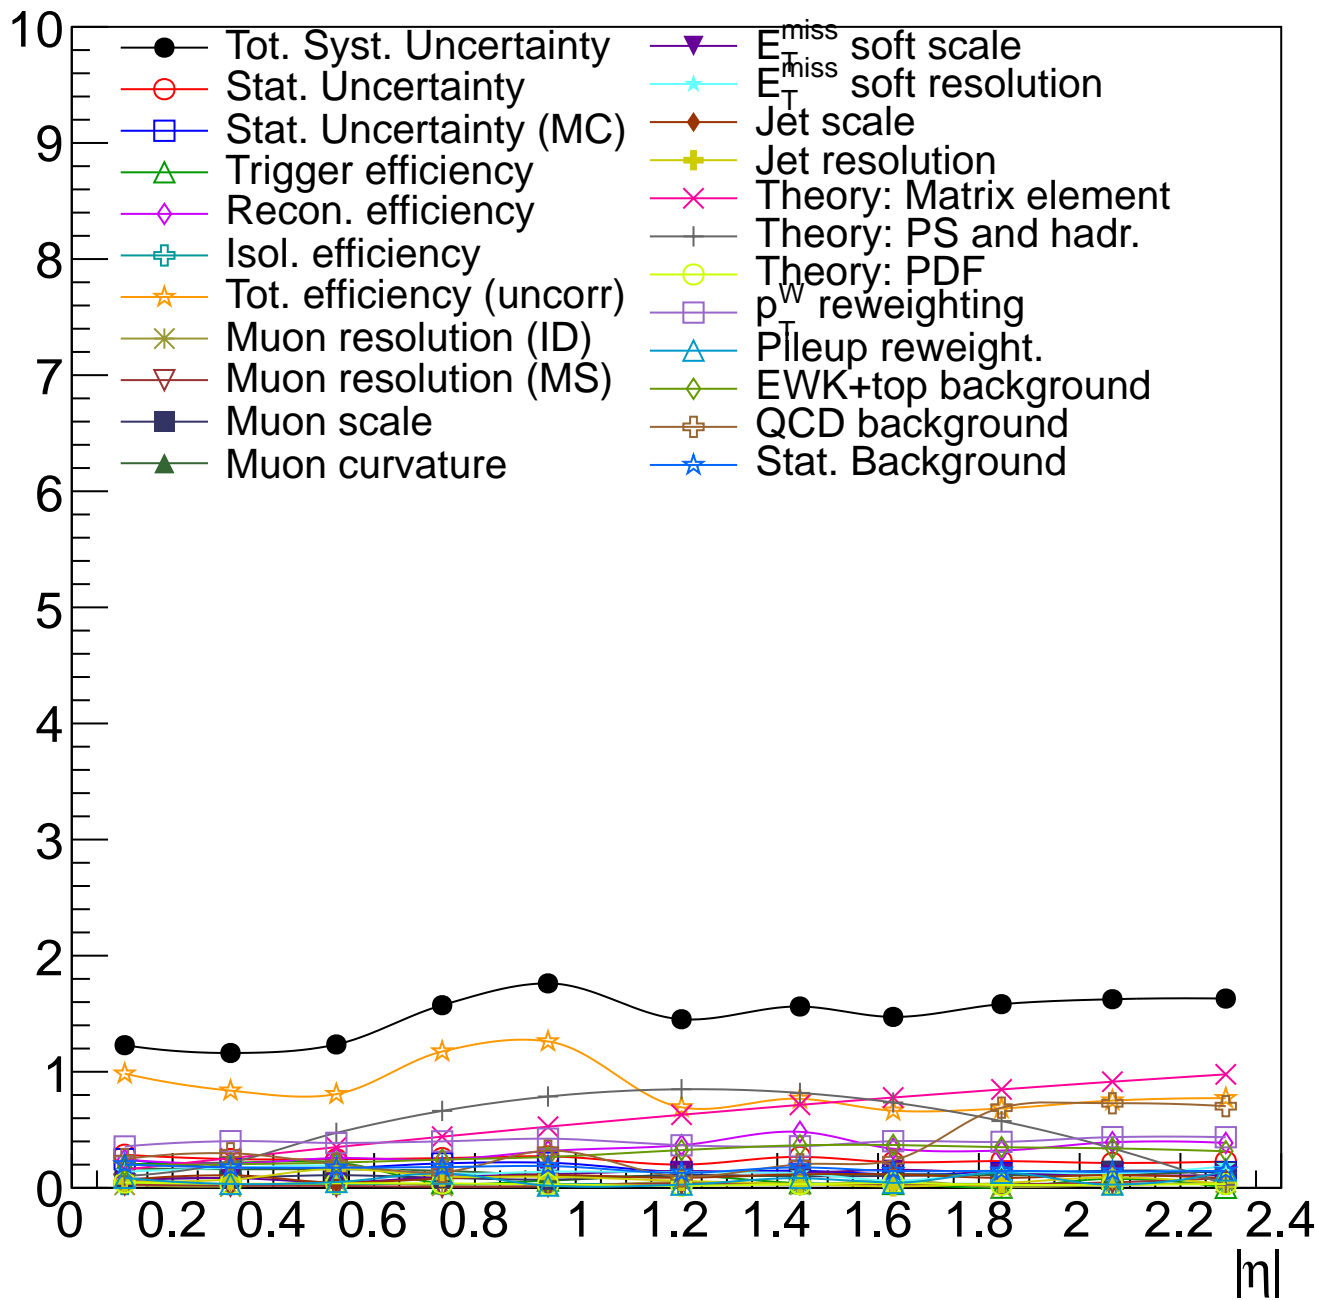 10
9
8
7
6
5
4
3
2
1
0
Tot. Syst. Uncertainty
Stat. Uncertainty
Stat. Uncertainty (MC)
Trigger efficiency
Recon. efficiency
Isol. efficiency
Tot. efficiency (uncorr)
Muon resolution (ID)
Muon resolution (MS)
Muon scale
Muon curvature
E_T^miss soft scale
E_T^miss soft resolution
Jet scale
Jet resolution
Theory: Matrix element
Theory: PS and hadr.
Theory: PDF
p_T^W reweighting
Pileup reweight.
EWK+top background
QCD background
Stat. Background
0 0.2 0.4 0.6 0.8 1 1.2 1.4 1.6 1.8 2 2.2 2.4
|η|